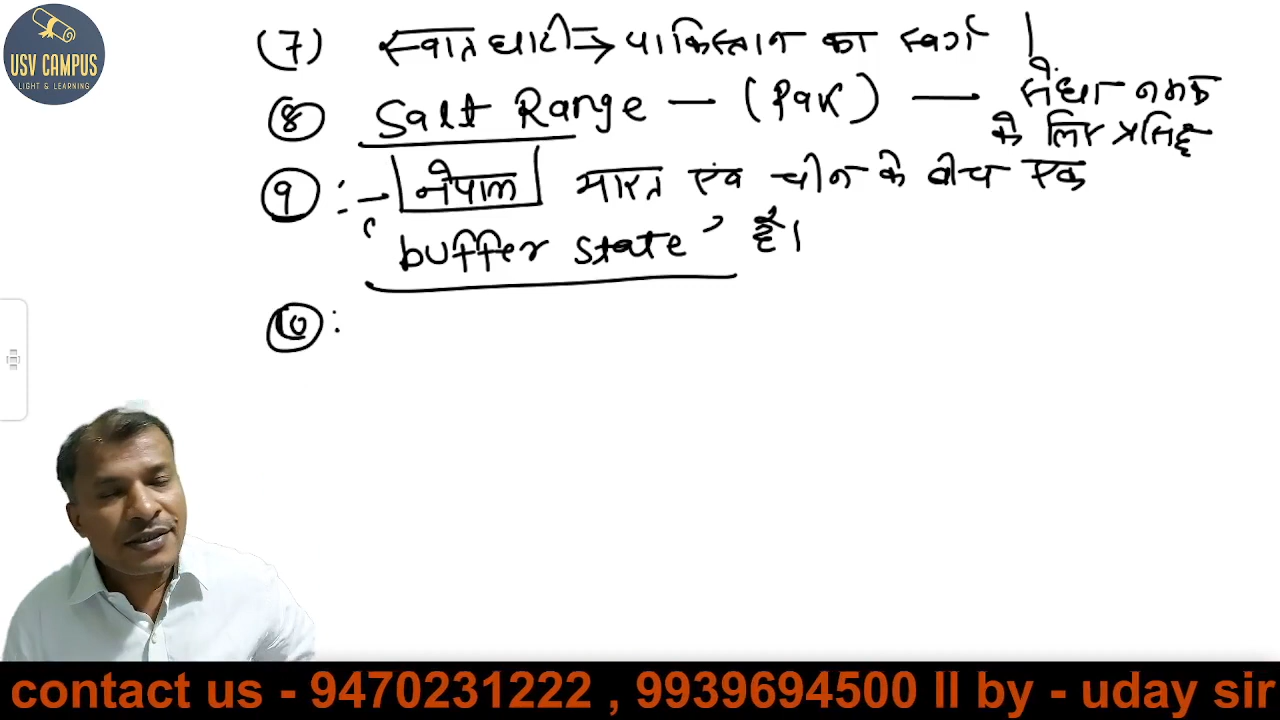 USV CAMPUS
LIGHT & LEARNING
(7) स्वात घाटी → पाकिस्तान का स्वर्ग |
(8) Salt Range — (Pak) — सेंधा नमक
के लिए प्रसिद्ध
(9) :→ नेपाल भारत एवं चीन के बीच एक
'buffer state' है।
(10) :
contact us - 9470231222 , 9939694500 ll by - uday sir